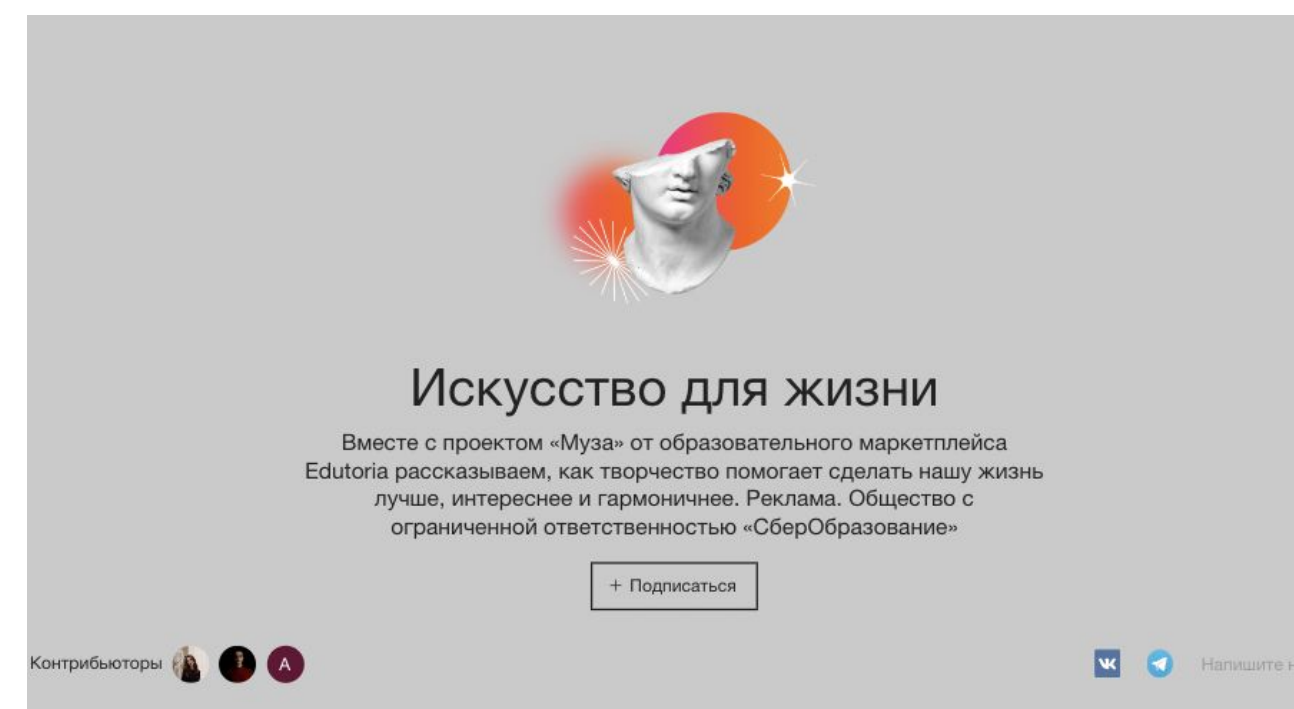 Искусство для жизни
Вместе с проектом «Муза» от образовательного маркетплейса
Edutoria рассказываем, как творчество помогает сделать нашу жизнь
лучше, интереснее и гармоничнее. Реклама. Общество с
ограниченной ответственностью «СберОбразование»
+ Подписаться
Контрибьюторы A Напишите